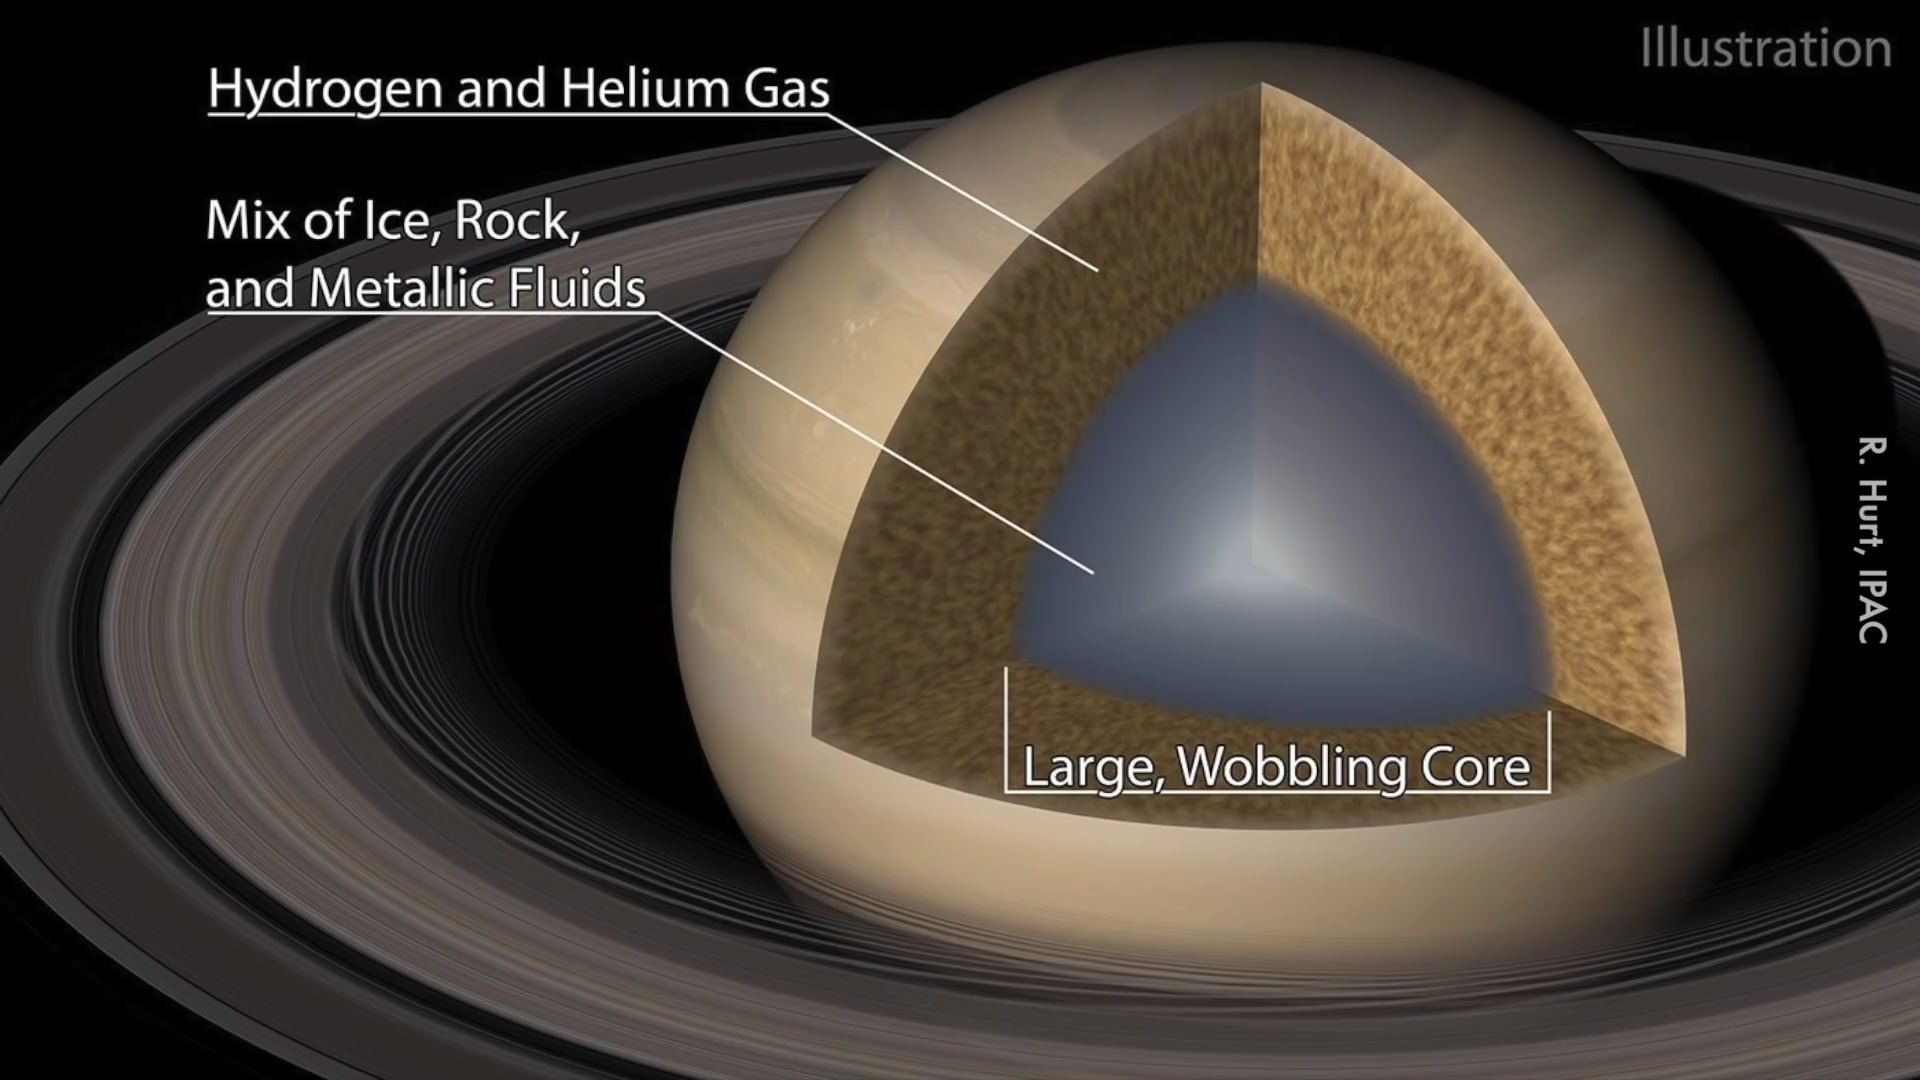 Illustration
Hydrogen and Helium Gas
Mix of Ice, Rock,
and Metallic Fluids
Large, Wobbling Core
R. Hurt, IPAC